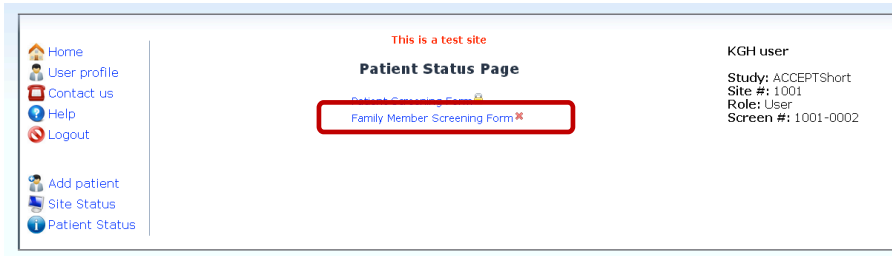 This is a test site
Home
User profile
Contact us
Help
Logout
Add patient
Site Status
Patient Status
Patient Status Page
Patient Screening Form
Family Member Screening Form
KGH user
Study: ACCEPTShort
Site #: 1001
Role: User
Screen #: 1001-0002